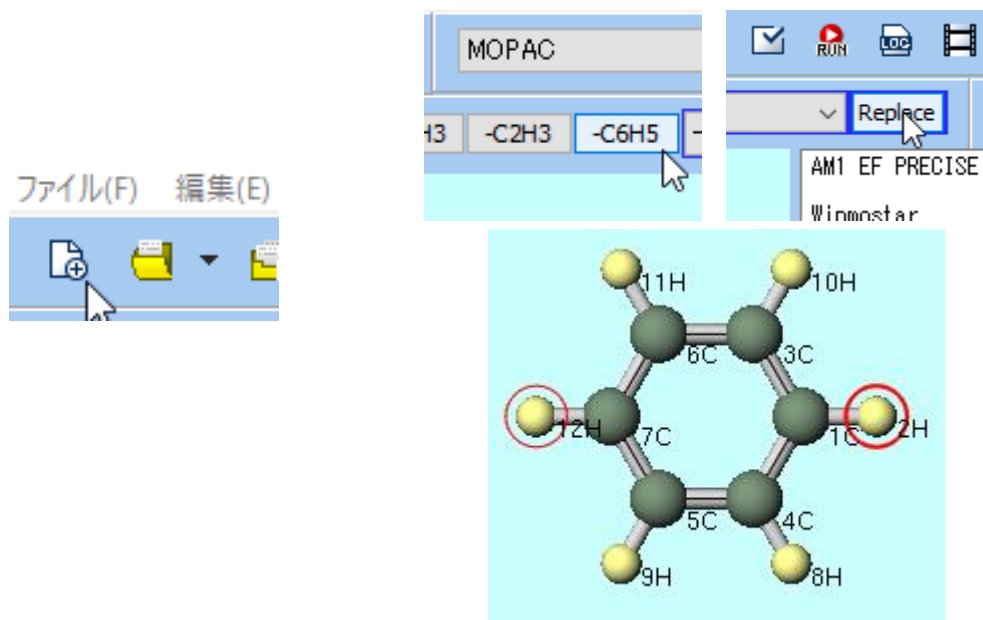 MOPAC
H3 -C2H3 -C6H5 -
RUN LOG
Replace
AM1 EF PRECISE
Winmostar
ファイル(F) 編集(E)
11H 10H
6C 3C
12H 7C 1C 2H
5C 4C
9H 8H